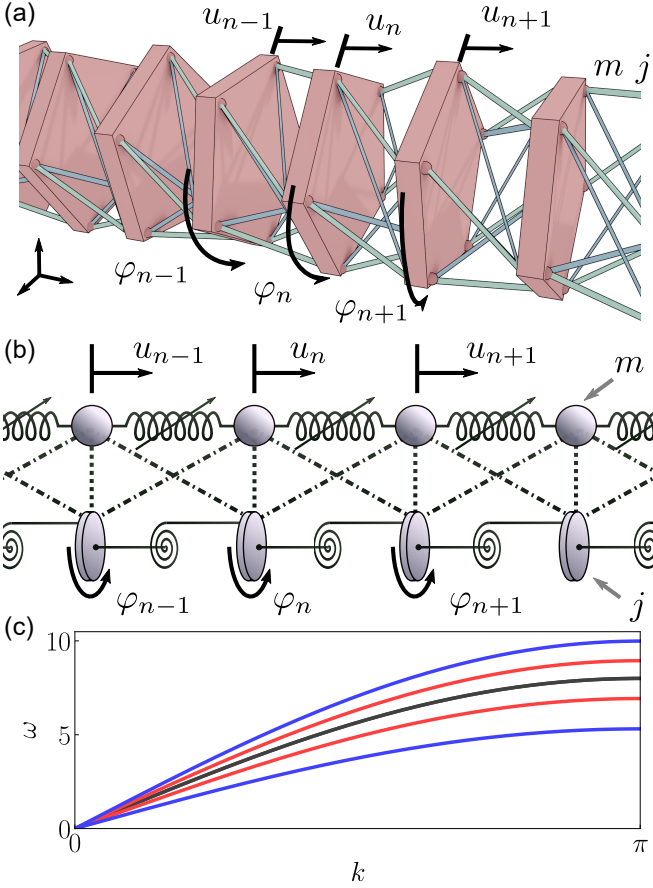 (a)
u_{n−1} u_n u_{n+1}
m j
φ_{n−1} φ_n φ_{n+1}
(b)
u_{n−1} u_n u_{n+1} m
φ_{n−1} φ_n φ_{n+1} j
(c)
10
5
0
ω
0 π
k